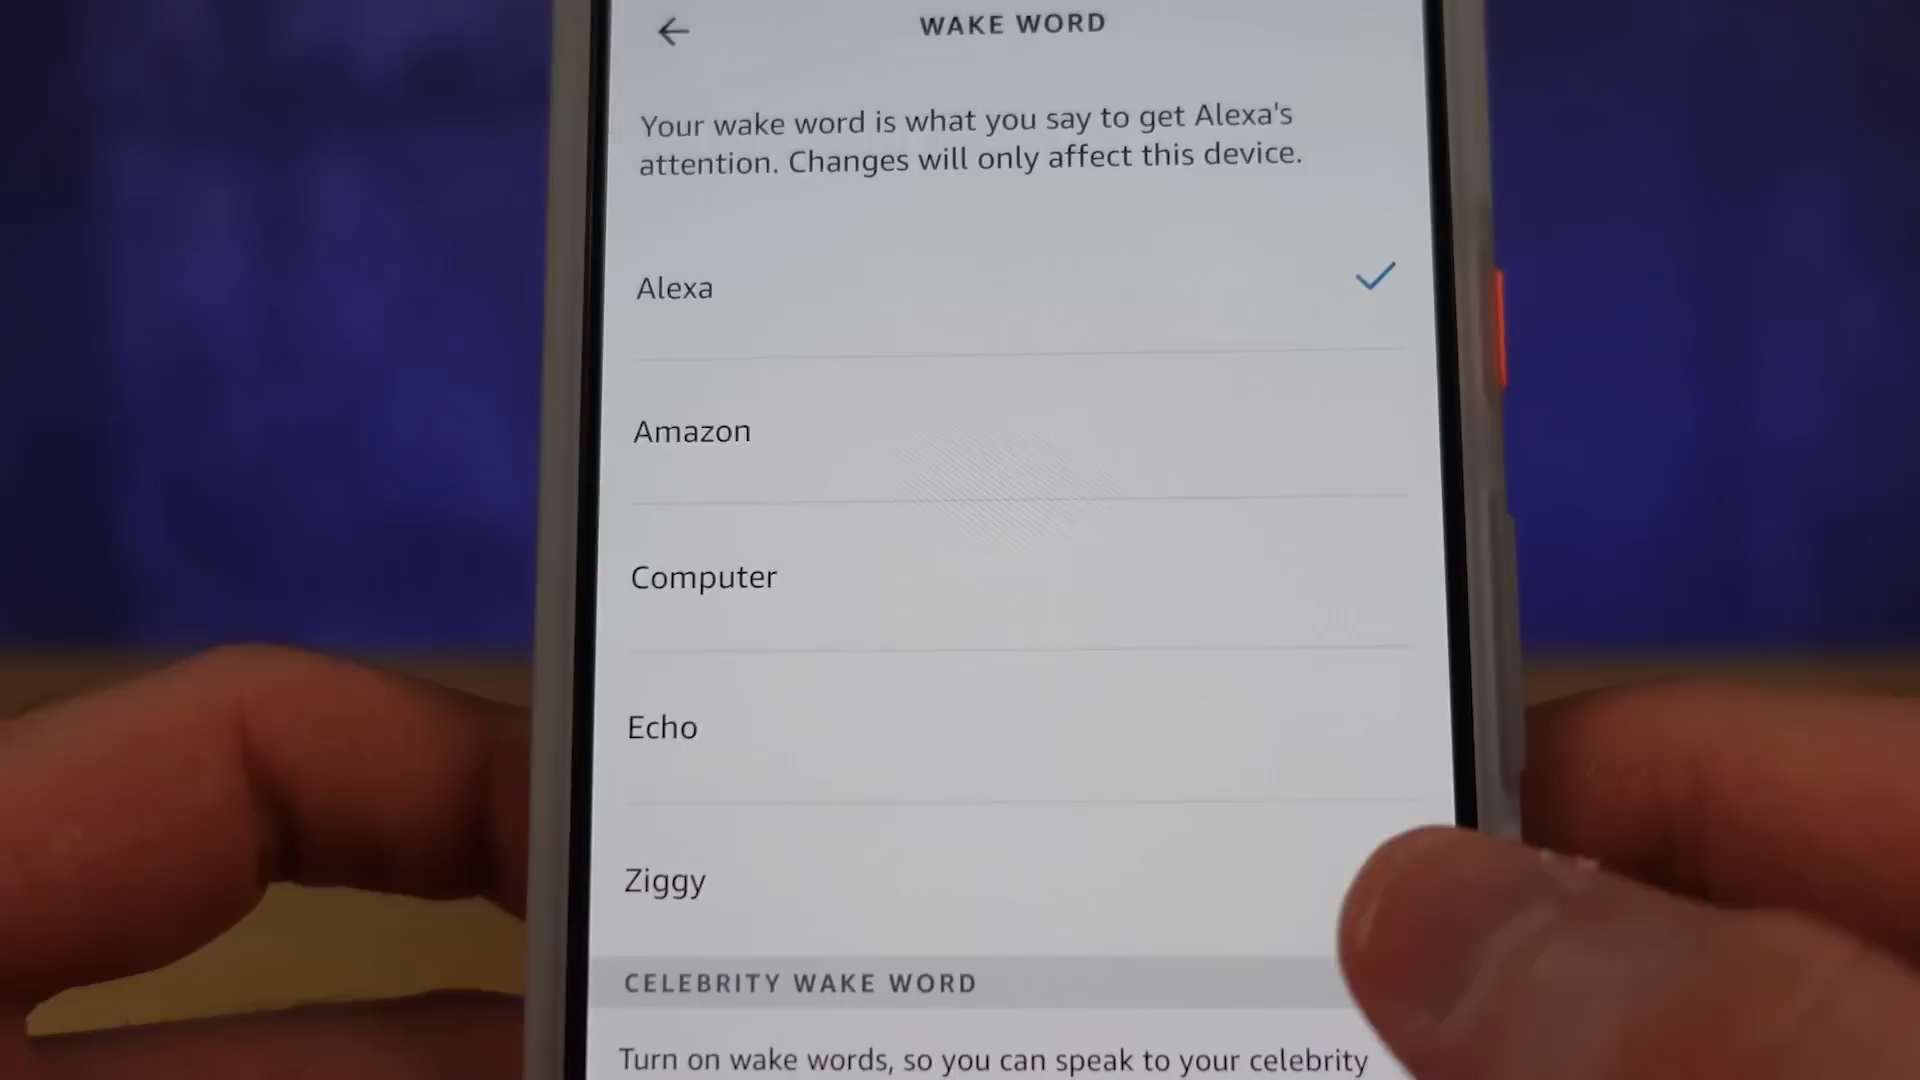 WAKE WORD
Your wake word is what you say to get Alexa's
attention. Changes will only affect this device.
Alexa
Amazon
Computer
Echo
Ziggy
CELEBRITY WAKE WORD
Turn on wake words, so you can speak to your celebrity